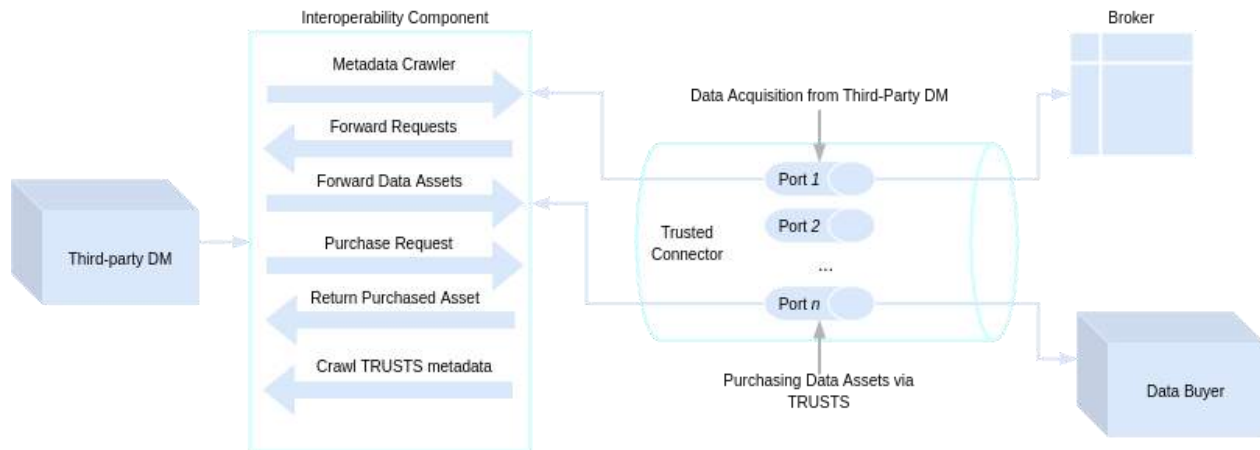 Interoperability Component
Broker
Metadata Crawler
Data Acquisition from Third-Party DM
Forward Requests
Forward Data Assets
Port 1
Third-party DM
Purchase Request
Trusted
Connector
Port 2
...
Return Purchased Asset
Port n
Crawl TRUSTS metadata
Purchasing Data Assets via
TRUSTS
Data Buyer